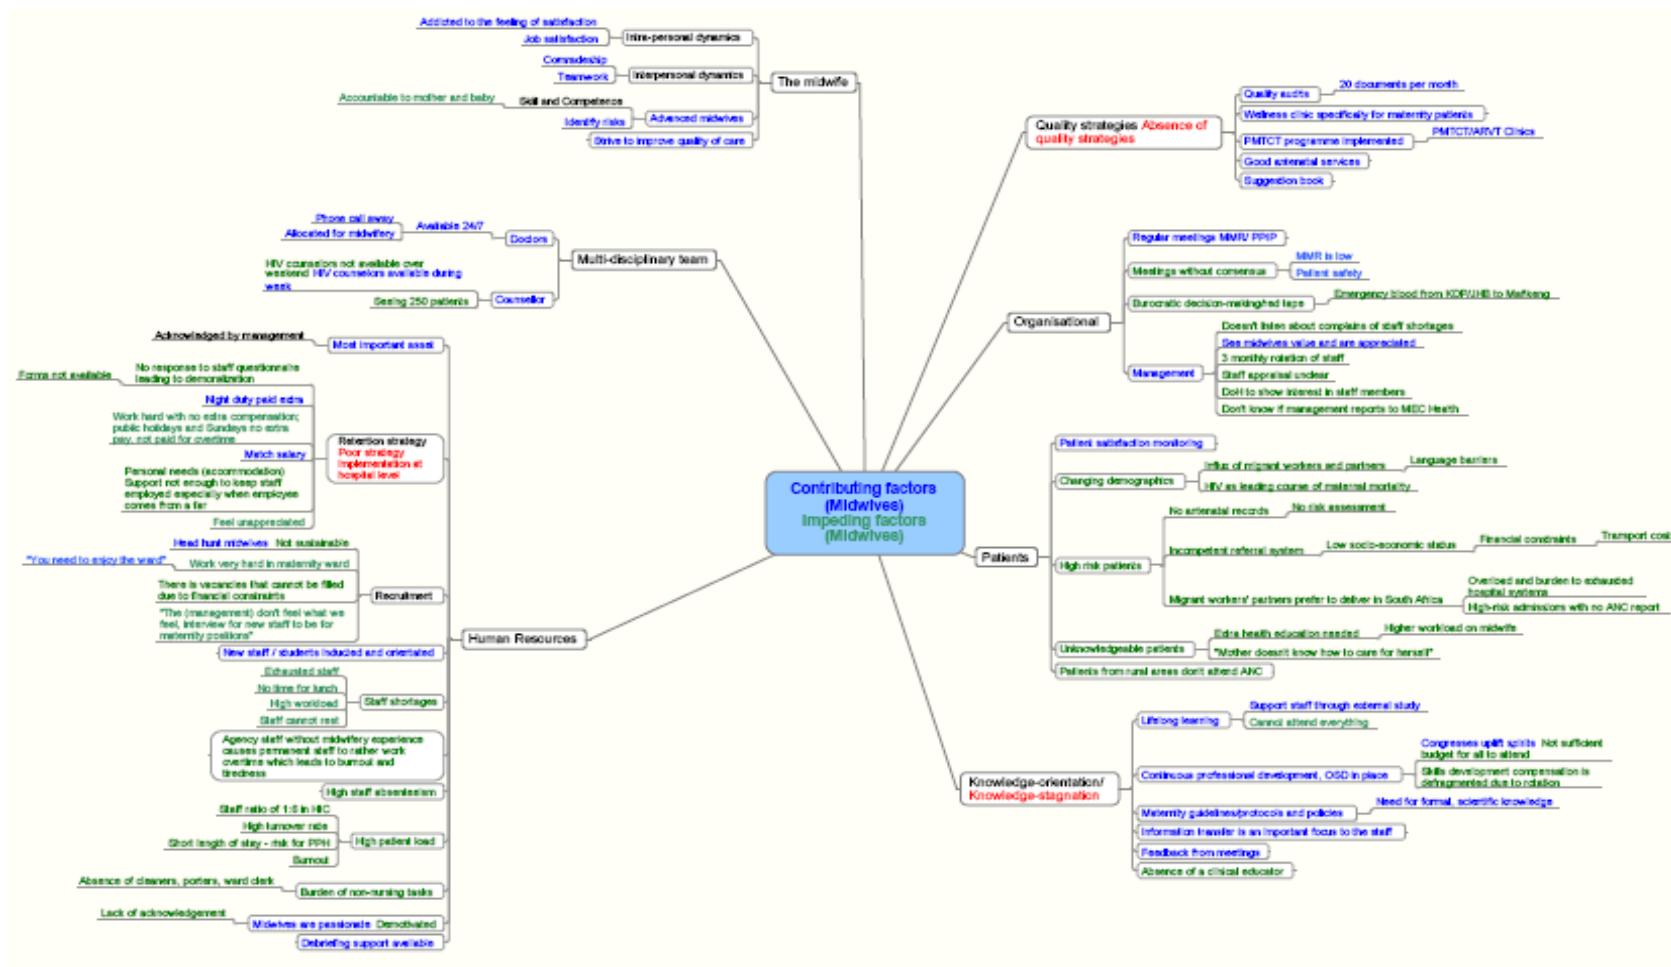 Addicted to the feeling of satisfaction
Job satisfaction
Intra-personal dynamics
Comradeship
Teamwork
Interpersonal dynamics
The midwife
Accountable to mother and baby
Skill and Competence
Identify risks
Advanced midwives
Strive to improve quality of care
Phone call away
Allocated for midwifery
Available 24/7
Doctors
Multi-disciplinary team
HIV counselors not available over
weekend HIV counselors available during
week
Seeing 250 patients
Counsellor
Acknowledged by management
Most important asset
Forms not available
No response to staff questionnaire
leading to demoralization
Night duty paid extra
Work hard with no extra compensation;
public holidays and Sundays no extra
pay, not paid for overtime
Match salary
Personal needs (accommodation)
Support not enough to keep staff
employed especially when employee
comes from a far
Feel unappreciated
Retention strategy
Poor strategy
implementation at
hospital level
Head hunt midwives Not sustainable
"You need to enjoy the ward"
Work very hard in maternity ward
There is vacancies that cannot be filled
due to financial constraints
"The (management) don't feel what we
feel, interview for new staff to be for
maternity positions"
Recruitment
Human Resources
New staff / students inducted and orientated
Exhausted staff
No time for lunch
High workload
Staff cannot rest
Staff shortages
Agency staff without midwifery experience
causes permanent staff to rather work
overtime which leads to burnout and
tiredness
High staff absenteeism
Staff ratio of 1:6 in HIC
High turnover rate
Short length of stay - risk for PPH
Burnout
High patient load
Absence of cleaners, porters, ward clerk
Burden of non-nursing tasks
Lack of acknowledgement
Midwives are passionate Demotivated
Debriefing support available
Contributing factors
(Midwives)
Impeding factors
(Midwives)
Quality strategies Absence of
quality strategies
Quality audits
20 documents per month
Wellness clinic specifically for maternity patients
PMTCT programme implemented
PMTCT/ARVT Clinics
Good antenatal services
Suggestion book
Organisational
Regular meetings MMR/ PPIP
Meetings without consensus
MMR is low
Patient safety
Burocratic decision-making/red tape
Emergency blood from KOP/JHB to Mafikeng
Management
Doesn't listen about complains of staff shortages
See midwives value and are appreciated
3 monthly rotation of staff
Staff appraisal unclear
DoH to show interest in staff members
Don't know if management reports to MEC Health
Patients
Patient satisfaction monitoring
Changing demographics
Influx of migrant workers and partners
Language barriers
HIV as leading course of maternal mortality
High risk patients
No antenatal records
No risk assessment
Incompetent referral system
Low socio-economic status
Financial constraints
Transport cost
Migrant workers' partners prefer to deliver in South Africa
Overload and burden to exhausted
hospital systems
High-risk admissions with no ANC report
Unknowledgeable patients
Extra health education needed
Higher workload on midwife
"Mother doesn't know how to care for herself"
Patients from rural areas don't attend ANC
Knowledge-orientation/
Knowledge-stagnation
Lifelong learning
Support staff through external study
Cannot attend everything
Continuous professional development, OSD in place
Congresses uplift spirits Not sufficient
budget for all to attend
Skills development compensation is
defragmented due to rotation
Maternity guidelines/protocols and policies
Need for formal, scientific knowledge
Information transfer is an important focus to the staff
Feedback from meetings
Absence of a clinical educator